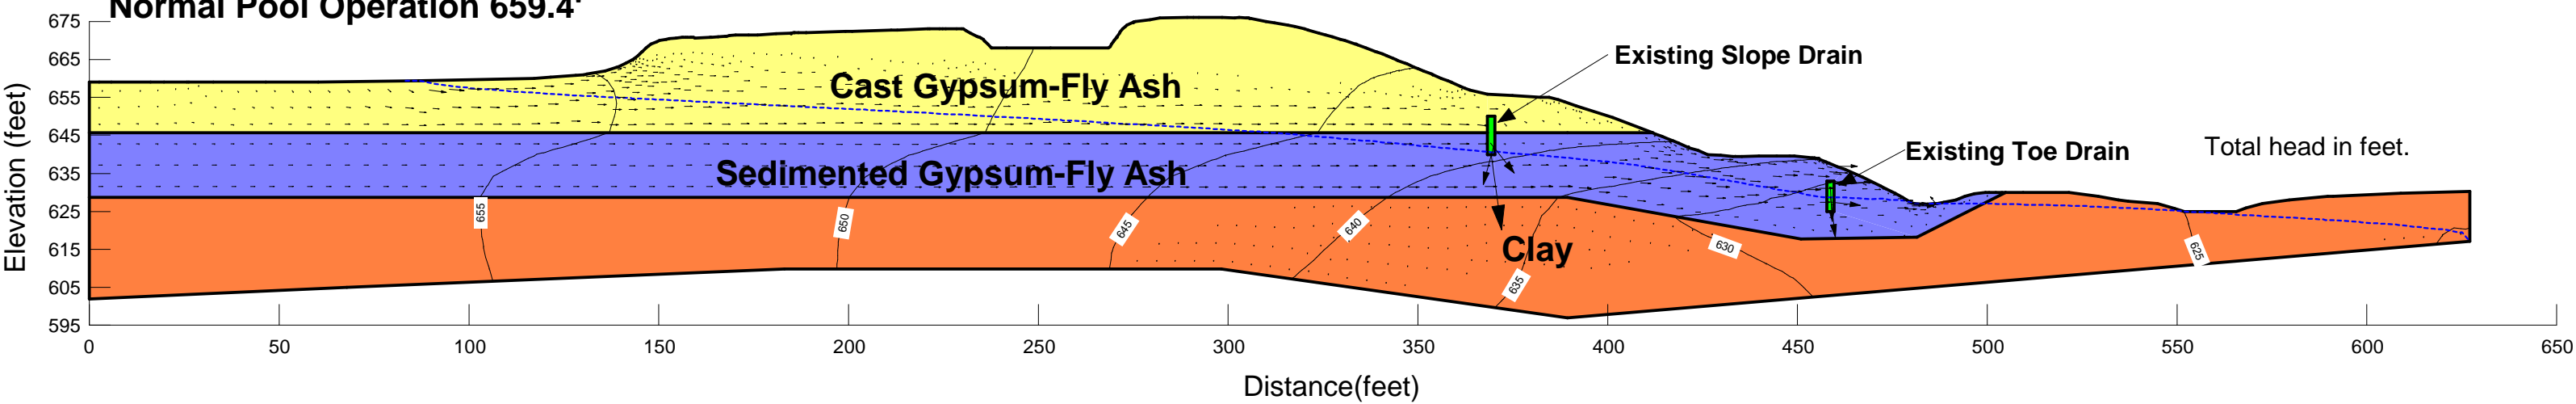 Normal Pool Operation 659.4'
675
665
655
645
635
625
615
605
595
Elevation (feet)
Cast Gypsum-Fly Ash
Existing Slope Drain
Sedimented Gypsum-Fly Ash
Existing Toe Drain
Total head in feet.
Clay
655
650
645
640
635
630
625
0 50 100 150 200 250 300 350 400 450 500 550 600 650
Distance(feet)